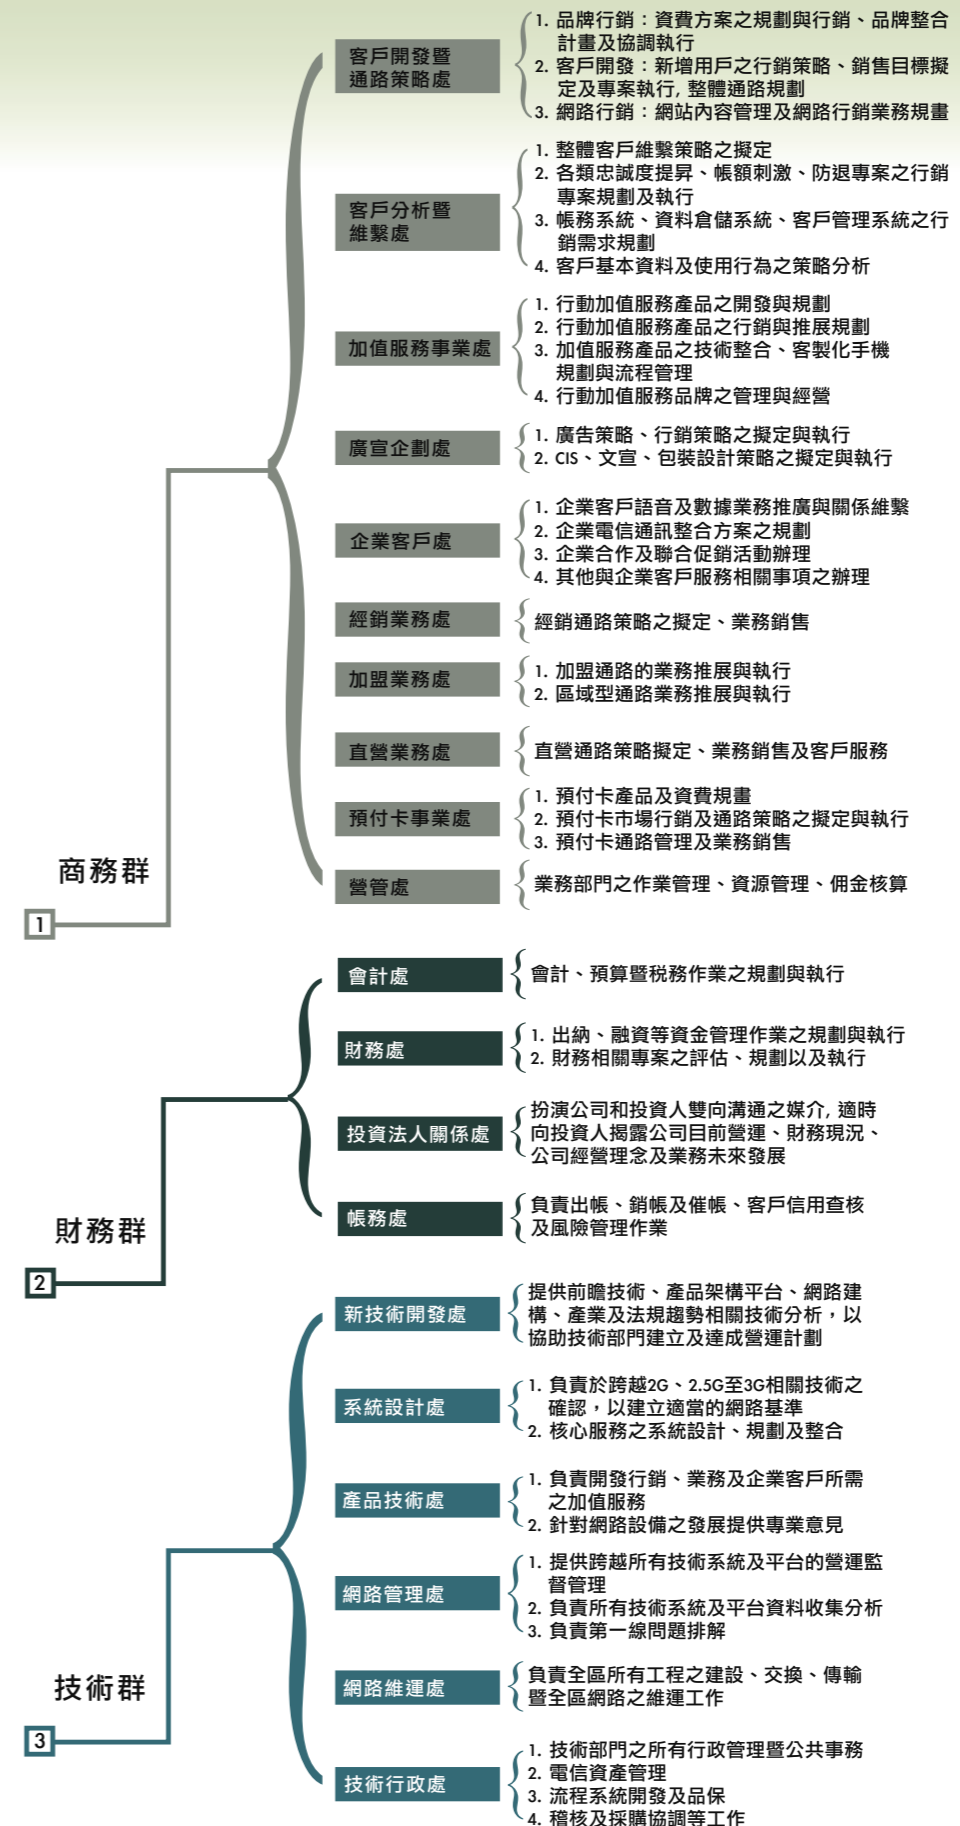 客戶開發暨
通路策略處
1. 品牌行銷：資費方案之規劃與行銷、品牌整合
計畫及協調執行
2. 客戶開發：新增用戶之行銷策略、銷售目標擬
定及專案執行, 整體通路規劃
3. 網路行銷：網站內容管理及網路行銷業務規畫
客戶分析暨
維繫處
1. 整體客戶維繫策略之擬定
2. 各類忠誠度提昇、帳額刺激、防退專案之行銷
專案規劃及執行
3. 帳務系統、資料倉儲系統、客戶管理系統之行
銷需求規劃
4. 客戶基本資料及使用行為之策略分析
加值服務事業處
1. 行動加值服務產品之開發與規劃
2. 行動加值服務產品之行銷與推展規劃
3. 加值服務產品之技術整合、客製化手機
規劃與流程管理
4. 行動加值服務品牌之管理與經營
廣宣企劃處
1. 廣告策略、行銷策略之擬定與執行
2. CIS、文宣、包裝設計策略之擬定與執行
企業客戶處
1. 企業客戶語音及數據業務推廣與關係維繫
2. 企業電信通訊整合方案之規劃
3. 企業合作及聯合促銷活動辦理
4. 其他與企業客戶服務相關事項之辦理
經銷業務處
經銷通路策略之擬定、業務銷售
加盟業務處
1. 加盟通路的業務推展與執行
2. 區域型通路業務推展與執行
直營業務處
直營通路策略擬定、業務銷售及客戶服務
預付卡事業處
1. 預付卡產品及資費規畫
2. 預付卡市場行銷及通路策略之擬定與執行
3. 預付卡通路管理及業務銷售
營管處
業務部門之作業管理、資源管理、佣金核算
商務群
1
會計處
會計、預算暨稅務作業之規劃與執行
財務處
1. 出納、融資等資金管理作業之規劃與執行
2. 財務相關專案之評估、規劃以及執行
投資法人關係處
扮演公司和投資人雙向溝通之媒介, 適時
向投資人揭露公司目前營運、財務現況、
公司經營理念及業務未來發展
帳務處
負責出帳、銷帳及催帳、客戶信用查核
及風險管理作業
財務群
2
新技術開發處
提供前瞻技術、產品架構平台、網路建
構、產業及法規趨勢相關技術分析，以
協助技術部門建立及達成營運計劃
系統設計處
1. 負責於跨越2G、2.5G至3G相關技術之
確認，以建立適當的網路基準
2. 核心服務之系統設計、規劃及整合
產品技術處
1. 負責開發行銷、業務及企業客戶所需
之加值服務
2. 針對網路設備之發展提供專業意見
網路管理處
1. 提供跨越所有技術系統及平台的營運監
督管理
2. 負責所有技術系統及平台資料收集分析
3. 負責第一線問題排解
網路維運處
負責全區所有工程之建設、交換、傳輸
暨全區網路之維運工作
技術行政處
1. 技術部門之所有行政管理暨公共事務
2. 電信資產管理
3. 流程系統開發及品保
4. 稽核及採購協調等工作
技術群
3